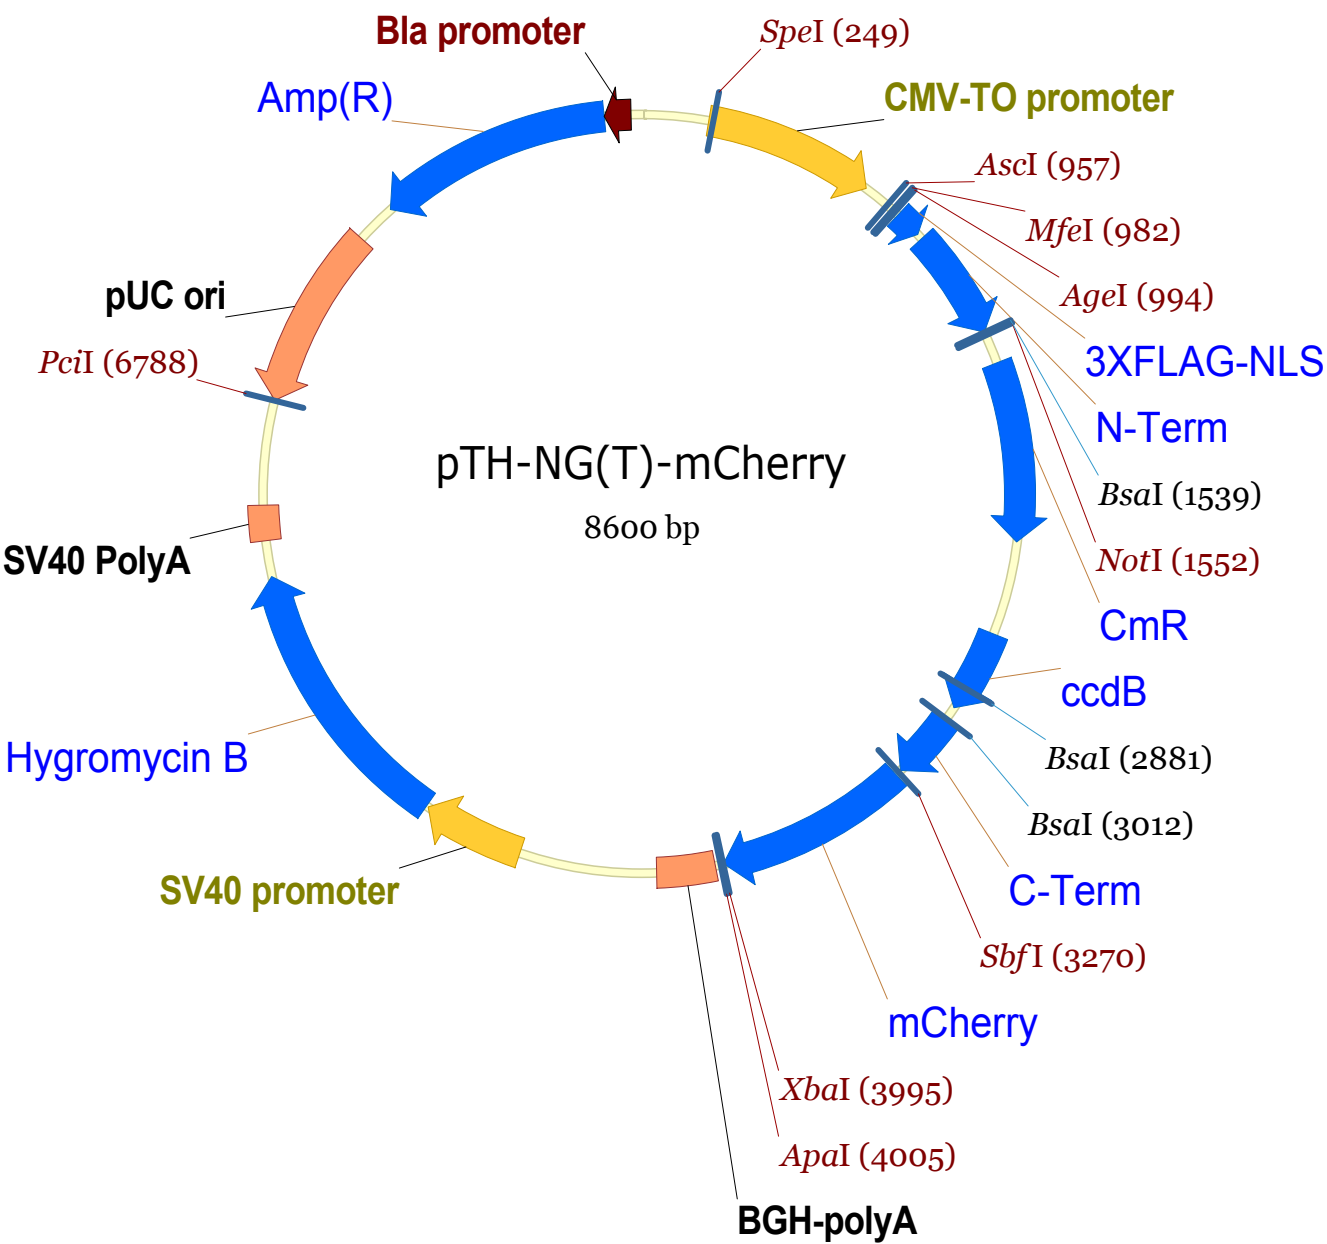 Bla promoter
SpeI (249)
Amp(R)
CMV-TO promoter
AscI (957)
MfeI (982)
pUC ori
AgeI (994)
PciI (6788)
3XFLAG-NLS
N-Term
pTH-NG(T)-mCherry
BsaI (1539)
8600 bp
SV40 PolyA
NotI (1552)
CmR
ccdB
Hygromycin B
BsaI (2881)
BsaI (3012)
SV40 promoter
C-Term
SbfI (3270)
mCherry
XbaI (3995)
ApaI (4005)
BGH-polyA